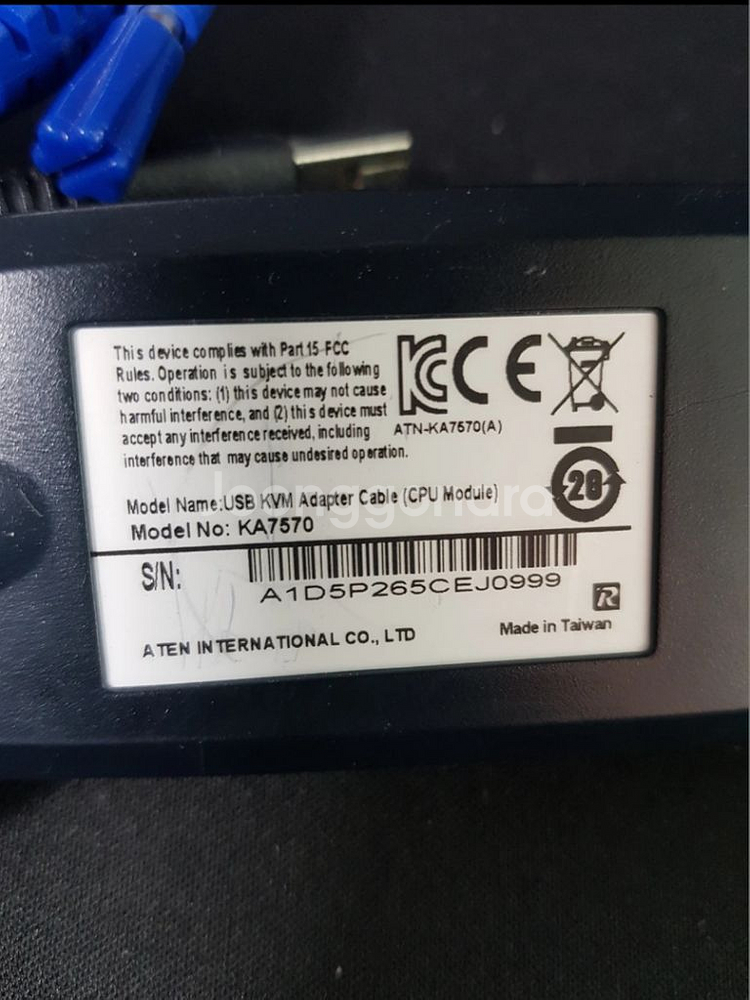 This device complies with Part 15 FCC
Rules. Operation is subject to the following
two conditions: (1) this device may not cause
harmful interference, and (2) this device must
accept any interference received, including
interference that may cause undesired operation.
ATN-KA7570(A)
20
Model Name:USB KVM Adapter Cable (CPU Module)
Model No: KA7570
S/N:
A1D5P265CEJ0999
ATEN INTERNATIONAL CO., LTD
Made in Taiwan
joonggonara